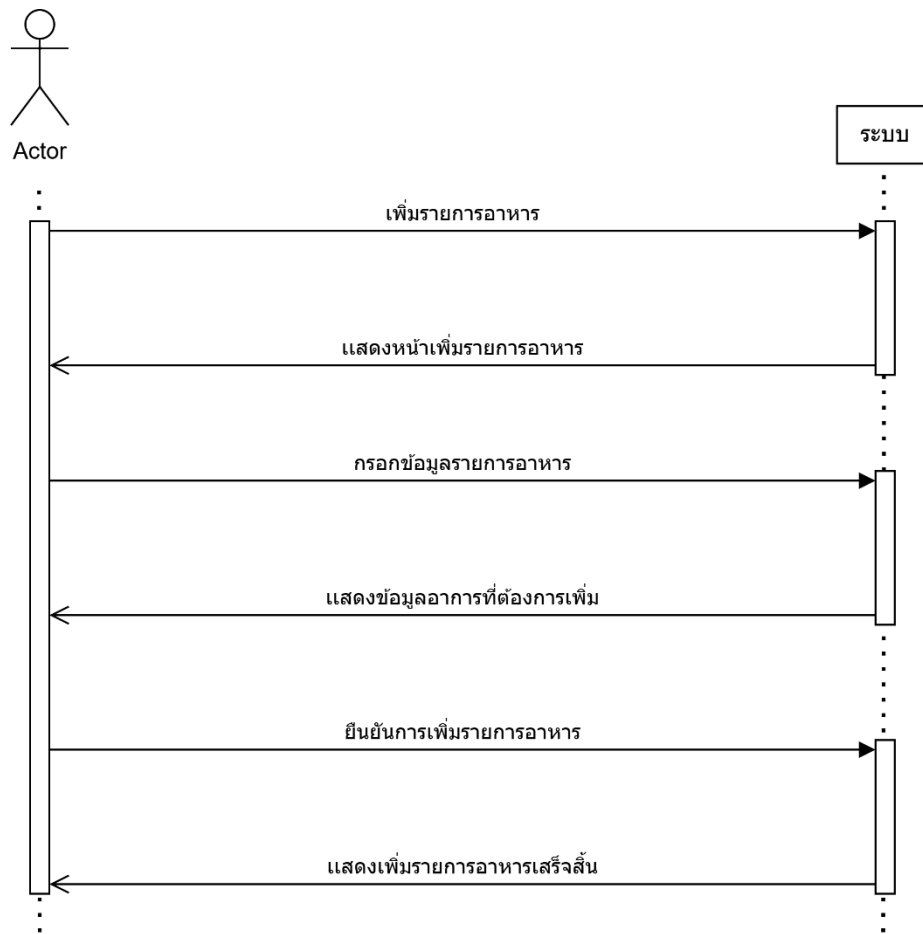 Actor
ระบบ
เพิ่มรายการอาหาร
แสดงหน้าเพิ่มรายการอาหาร
กรอกข้อมูลรายการอาหาร
แสดงข้อมูลอาการที่ต้องการเพิ่ม
ยืนยันการเพิ่มรายการอาหาร
แสดงเพิ่มรายการอาหารเสร็จสิ้น